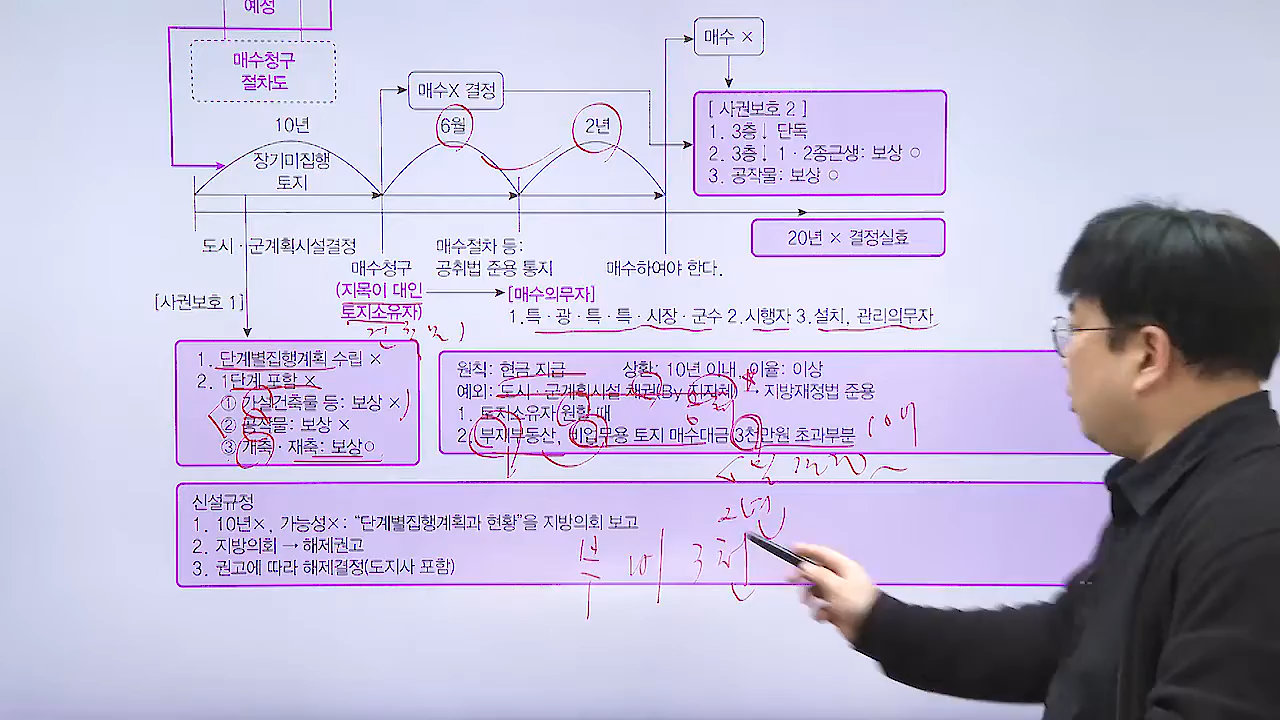 예정
매수청구
절차도
매수 ×
매수X 결정
[ 사권보호 2 ]
1. 3층↓ 단독
2. 3층↓ 1 · 2종근생: 보상 ○
3. 공작물: 보상 ○
10년
6월
2년
장기미집행
토지
20년 × 결정실효
도시 · 군계획시설결정
매수절차 등:
공취법 준용 통지
매수하여야 한다.
매수청구
(지목이 대인
토지소유자)
[매수의무자]
1.특 · 광 · 특 · 특 · 시장 · 군수 2.시행자 3.설치, 관리의무자
[사권보호 1]
1. 단계별집행계획 수립 ×
2. 1단계 포함 ×
① 가설건축물 등: 보상 ×
② 공작물: 보상 ×
③ 개축 · 재축: 보상○
원칙: 현금 지급 상환: 10년 이내, 이율: 이상
예외: 도시 · 군계획시설 채권(By 지자체) → 지방재정법 준용
1. 토지소유자 원할 때
2. 부재부동산, 비업무용 토지 매수대금 3천만원 초과부분
2년
신설규정
1. 10년×, 가능성×: “단계별집행계획과 현황”을 지방의회 보고
2. 지방의회 → 해제권고
3. 권고에 따라 해제결정(도지사 포함)
부 비 3천